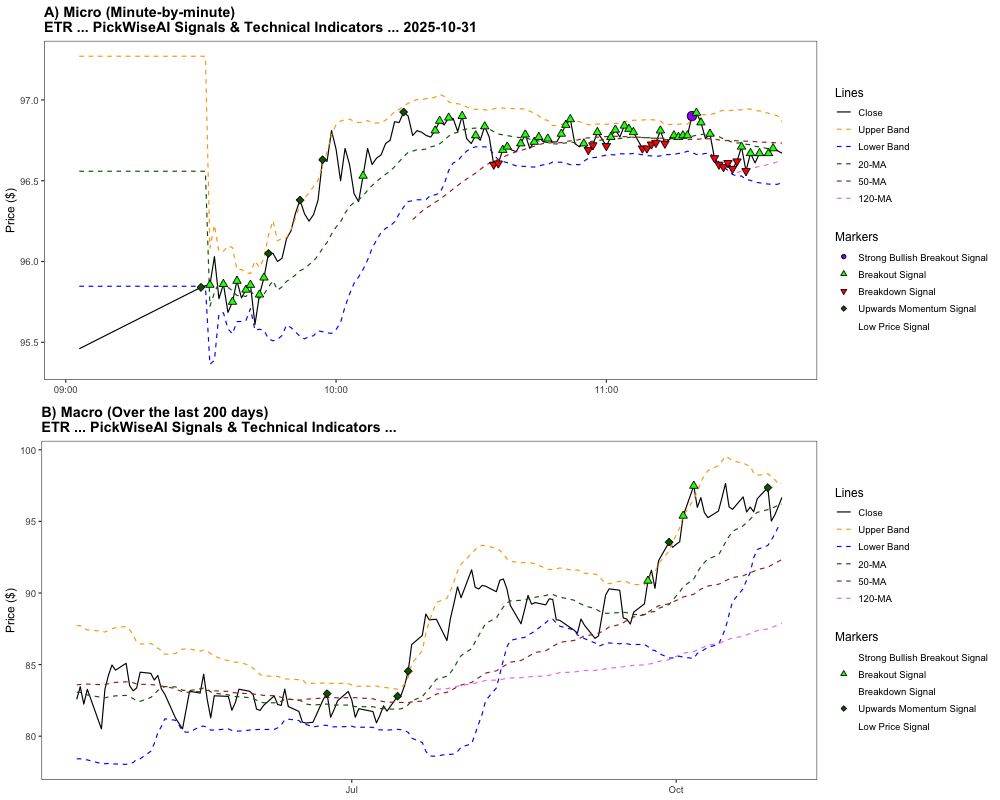 A) Micro (Minute-by-minute)
ETR ... PickWiseAI Signals & Technical Indicators ... 2025-10-31
Price ($)
97.0
96.5
96.0
95.5
09:00
10:00
11:00
Lines
Close
Upper Band
Lower Band
20-MA
50-MA
120-MA
Markers
Strong Bullish Breakout Signal
Breakout Signal
Breakdown Signal
Upwards Momentum Signal
Low Price Signal
B) Macro (Over the last 200 days)
ETR ... PickWiseAI Signals & Technical Indicators ...
Price ($)
100
95
90
85
80
Jul
Oct
Lines
Close
Upper Band
Lower Band
20-MA
50-MA
120-MA
Markers
Strong Bullish Breakout Signal
Breakout Signal
Breakdown Signal
Upwards Momentum Signal
Low Price Signal